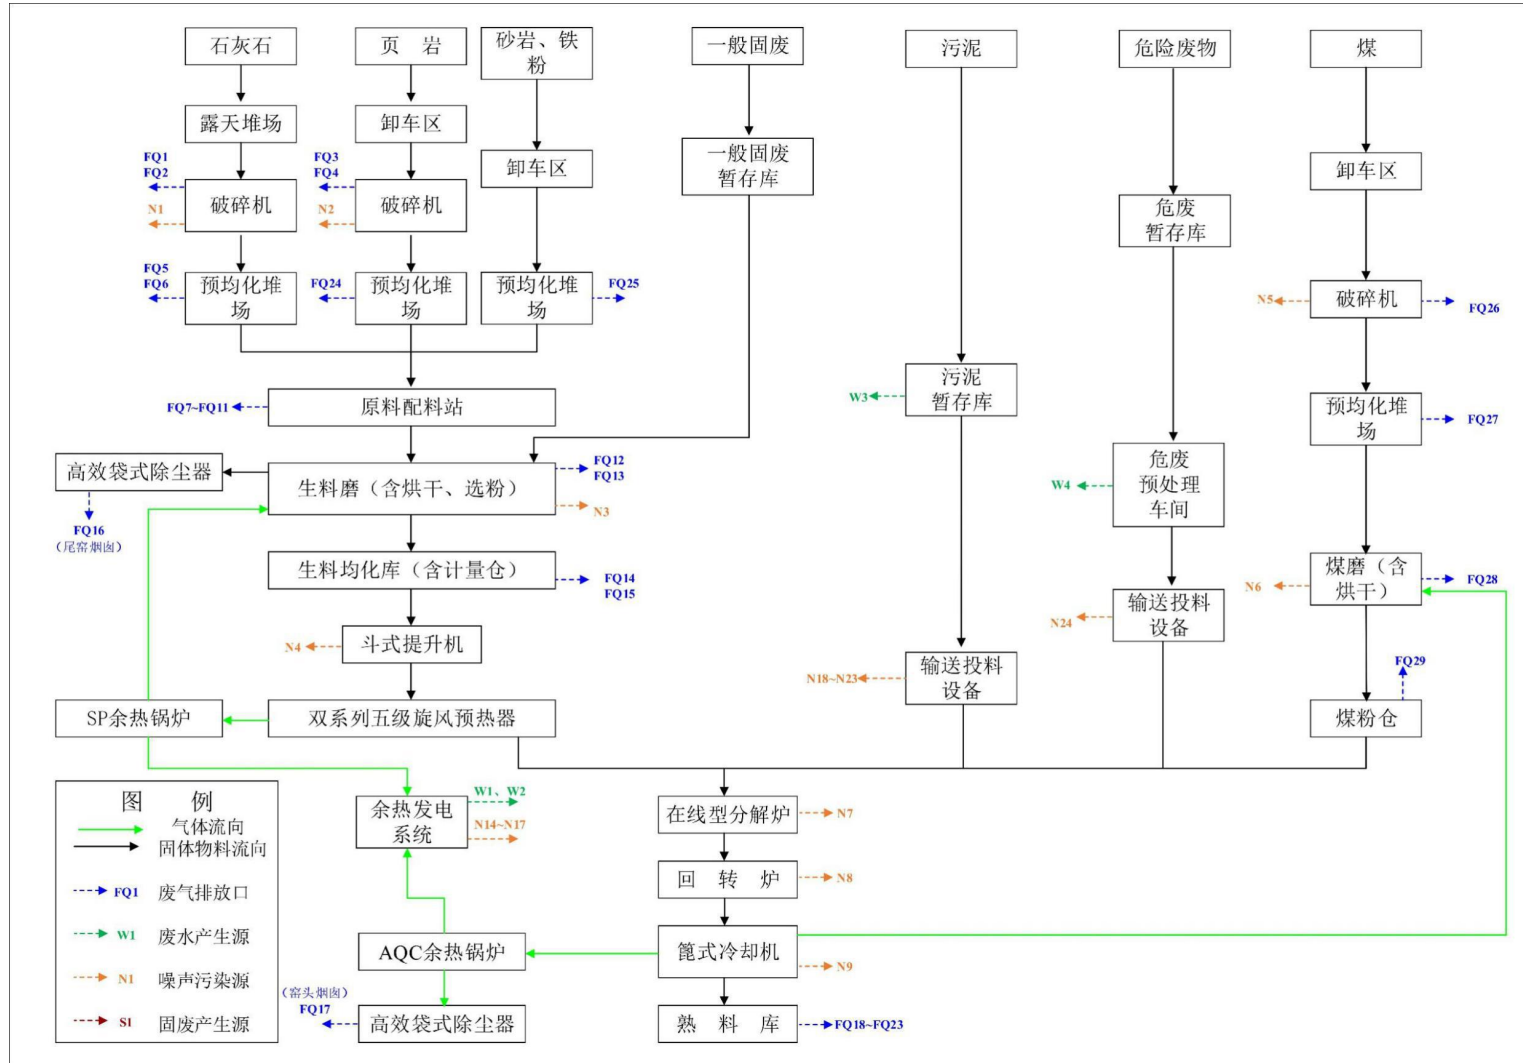 石灰石
页 岩
砂岩、铁
粉
一般固废
污泥
危险废物
煤
露天堆场
卸车区
卸车区
一般固废
暂存库
卸车区
FQ1
FQ2
N1
破碎机
FQ3
FQ4
N2
破碎机
危废
暂存库
FQ5
FQ6
预均化堆
场
FQ24
预均化堆
场
预均化堆
场
FQ25
N5
破碎机
FQ26
FQ7~FQ11
原料配料站
W3
污泥
暂存库
预均化堆
场
FQ27
高效袋式除尘器
FQ16
（尾窑烟囱）
生料磨（含烘干、选粉）
FQ12
FQ13
N3
W4
危废
预处理
车间
生料均化库（含计量仓）
FQ14
FQ15
N6
煤磨（含
烘干）
FQ28
N4
斗式提升机
N24
输送投料
设备
N18~N23
输送投料
设备
FQ29
煤粉仓
SP余热锅炉
双系列五级旋风预热器
图 例
气体流向
固体物料流向
FQ1 废气排放口
W1 废水产生源
N1 噪声污染源
S1 固废产生源
余热发电
系统
W1、W2
N14~N17
在线型分解炉
N7
回 转 炉
N8
AQC余热锅炉
篦式冷却机
N9
（窑头烟囱）
FQ17
高效袋式除尘器
熟 料 库
FQ18~FQ23